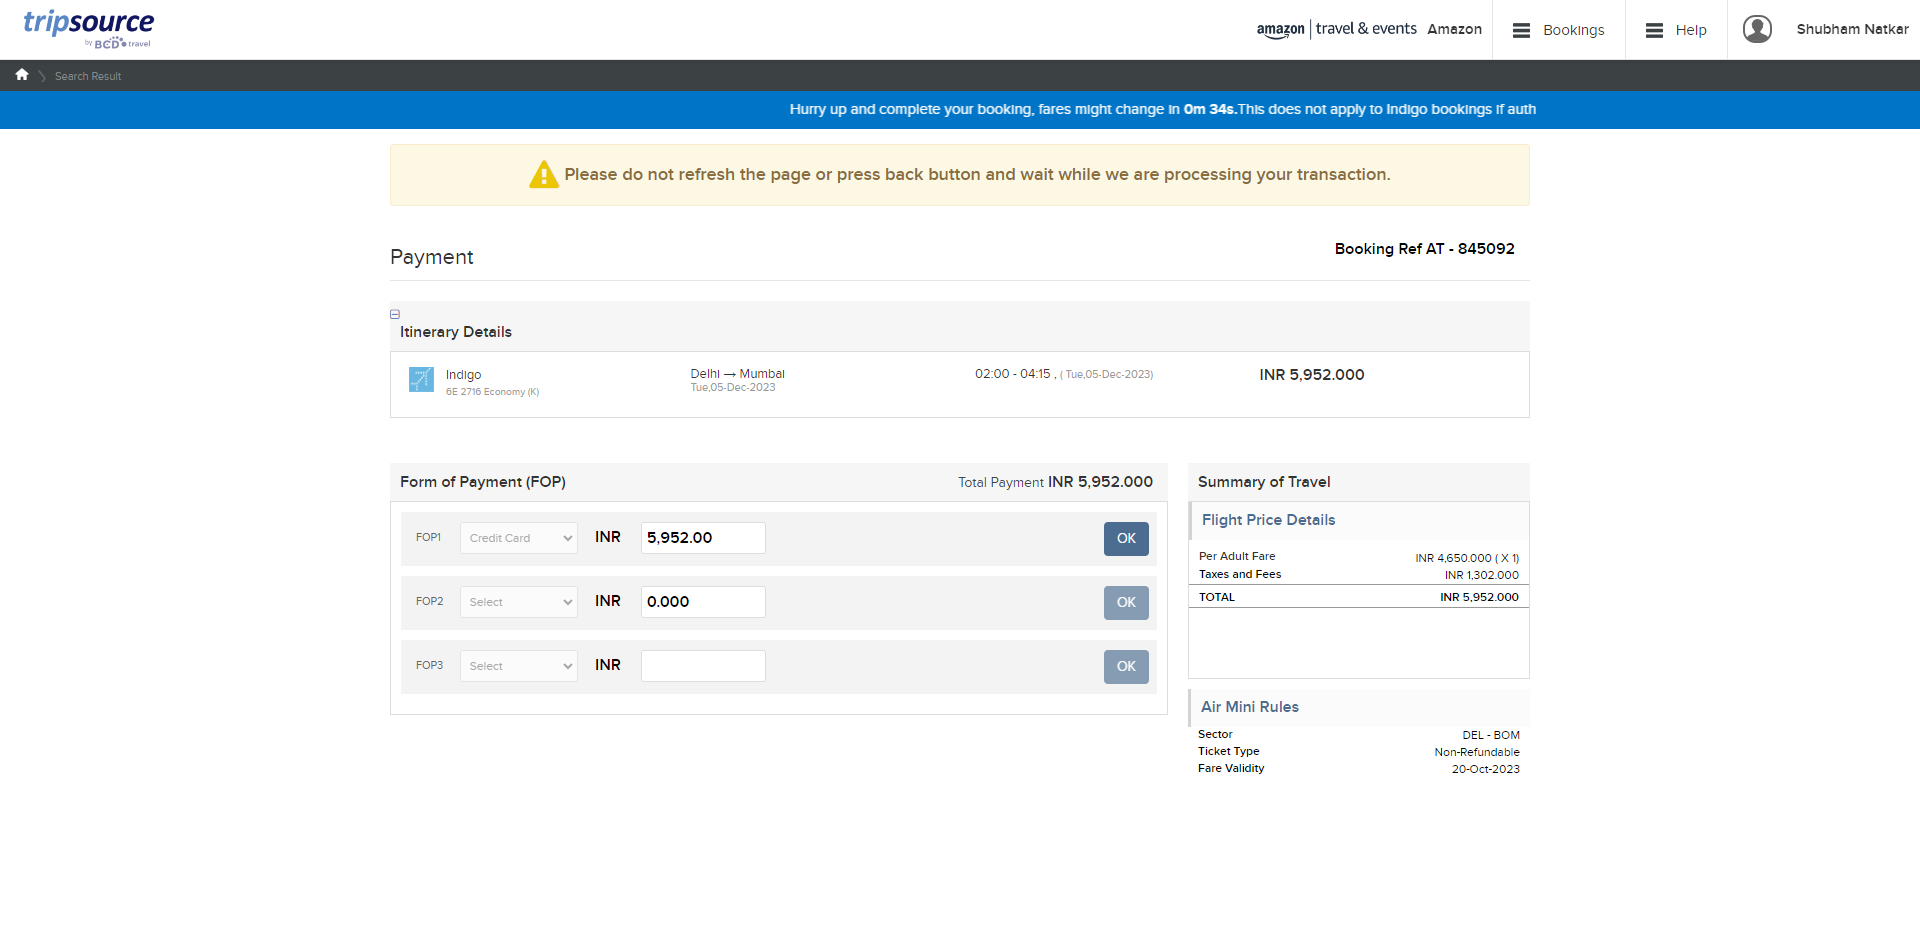 tripsource
by BCD travel
amazon | travel & events Amazon
Bookings
Help
Shubham Natkar
Search Result
Hurry up and complete your booking, fares might change in 0m 34s.This does not apply to Indigo bookings if auth
Please do not refresh the page or press back button and wait while we are processing your transaction.
Payment
Booking Ref AT - 845092
Itinerary Details
Indigo
6E 2716 Economy (K)
Delhi → Mumbai
Tue,05-Dec-2023
02:00 - 04:15 , ( Tue,05-Dec-2023)
INR 5,952.000
Form of Payment (FOP)
Total Payment INR 5,952.000
FOP1 Credit Card INR 5,952.00 OK
FOP2 Select INR 0.000 OK
FOP3 Select INR OK
Summary of Travel
Flight Price Details
Per Adult Fare INR 4,650.000 ( X 1)
Taxes and Fees INR 1,302.000
TOTAL INR 5,952.000
Air Mini Rules
Sector DEL - BOM
Ticket Type Non-Refundable
Fare Validity 20-Oct-2023